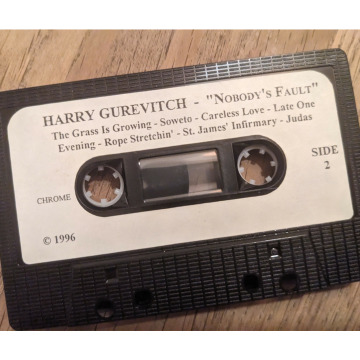 HARRY GUREVITCH - "NOBODY'S FAULT"
The Grass Is Growing - Soweto - Careless Love - Late One
Evening - Rope Stretchin' - St. James' Infirmary - Judas
CHROME
SIDE
2
© 1996